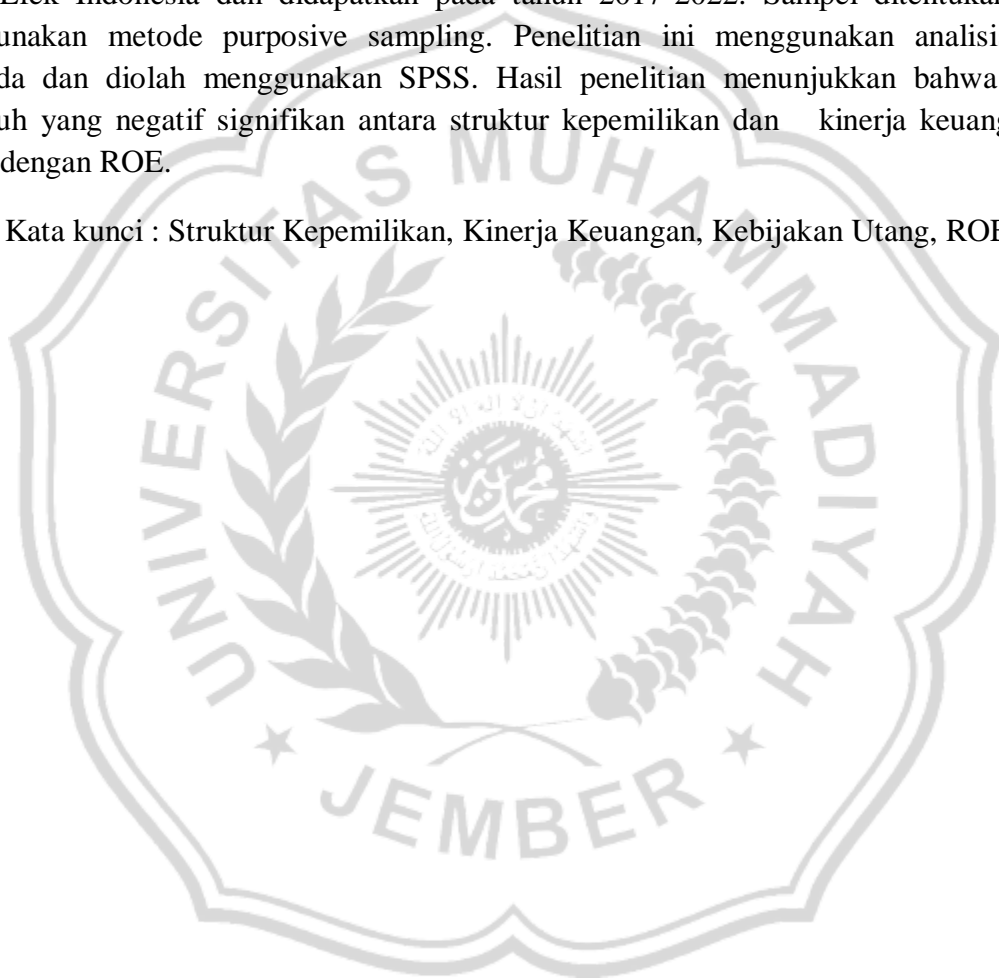 Efek Indonesia dan didapatkan pada tahun 2017-2022. Sampel ditentukan
unakan metode purposive sampling. Penelitian ini menggunakan analisi
da dan diolah menggunakan SPSS. Hasil penelitian menunjukkan bahwa
uh yang negatif signifikan antara struktur kepemilikan dan kinerja keuang
dengan ROE.
Kata kunci : Struktur Kepemilikan, Kinerja Keuangan, Kebijakan Utang, ROE
UNIVERSITAS MUHAMMADIYAH
JEMBER